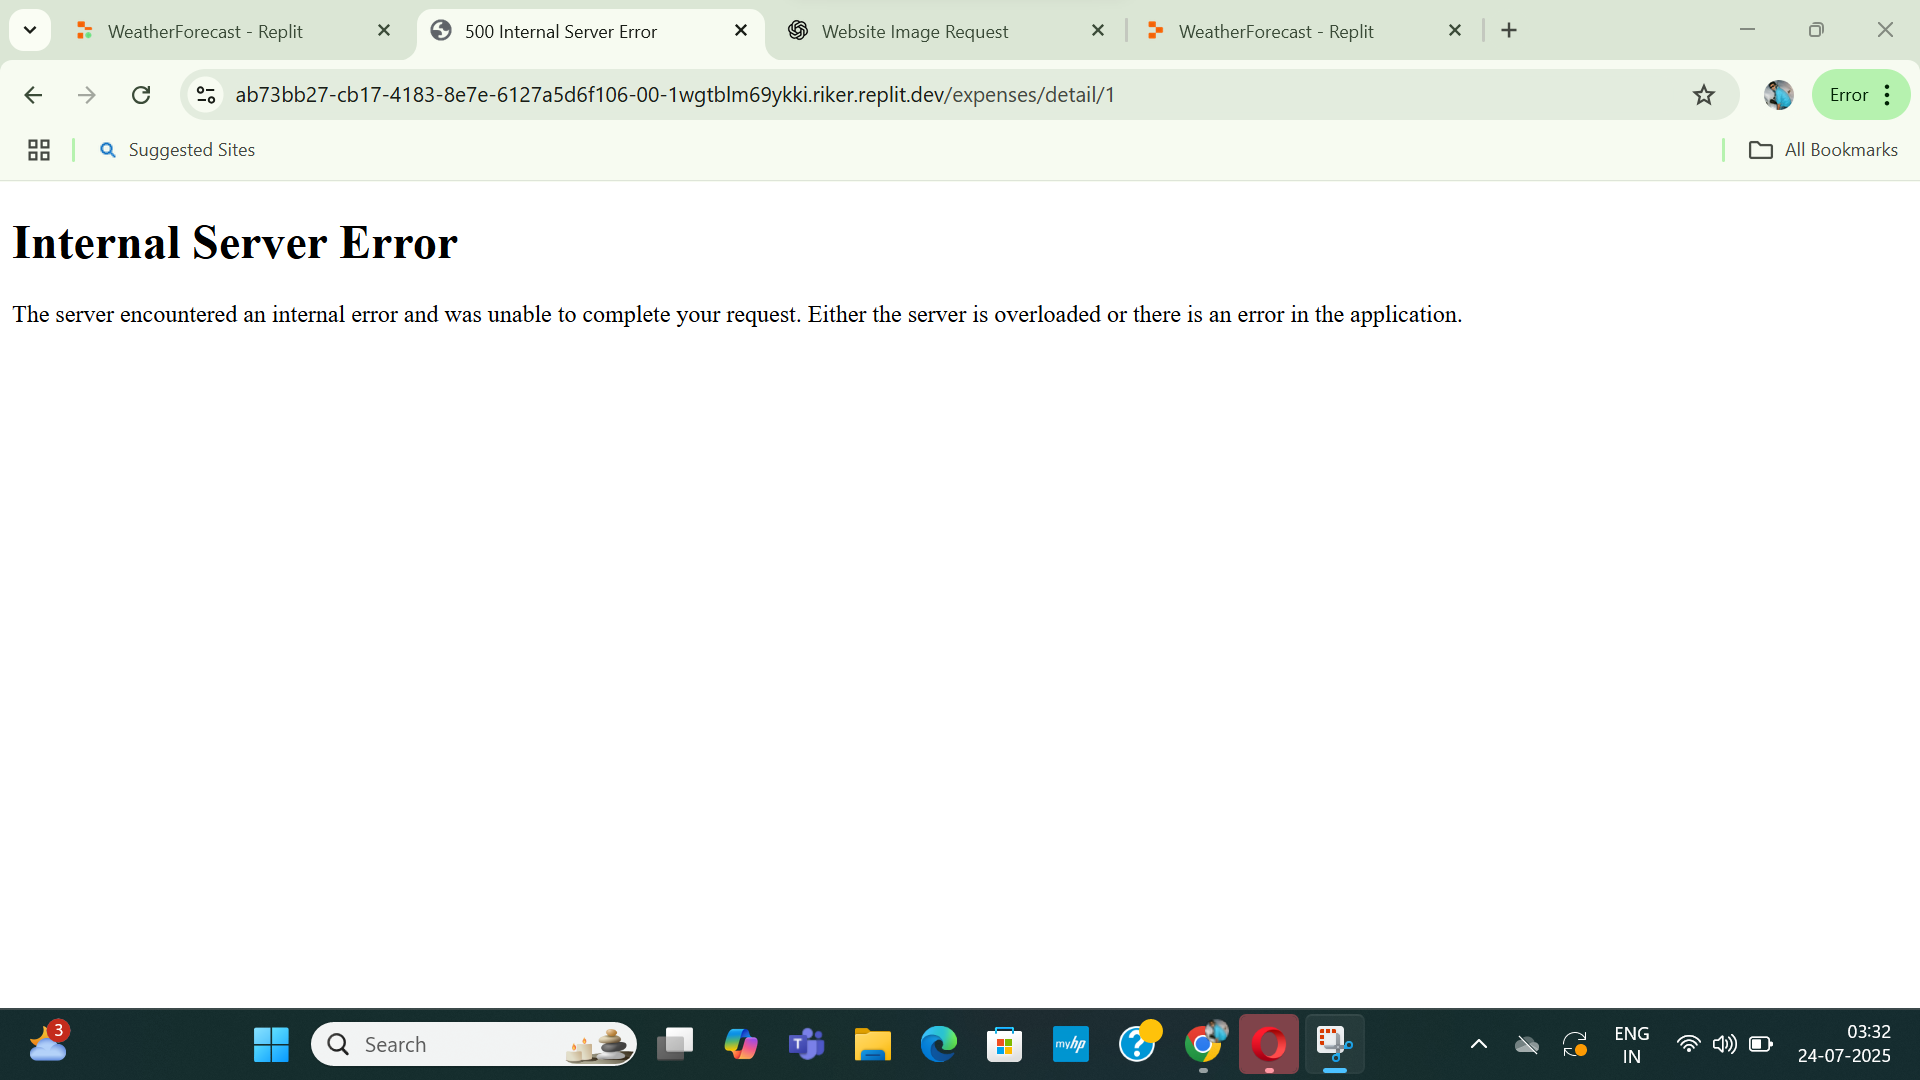 WeatherForecast - Replit
500 Internal Server Error
Website Image Request
WeatherForecast - Replit
ab73bb27-cb17-4183-8e7e-6127a5d6f106-00-1wgtblm69ykki.riker.replit.dev/expenses/detail/1
Error
Suggested Sites
All Bookmarks
Internal Server Error
The server encountered an internal error and was unable to complete your request. Either the server is overloaded or there is an error in the application.
3
Search
myhp
ENG
IN
03:32
24-07-2025